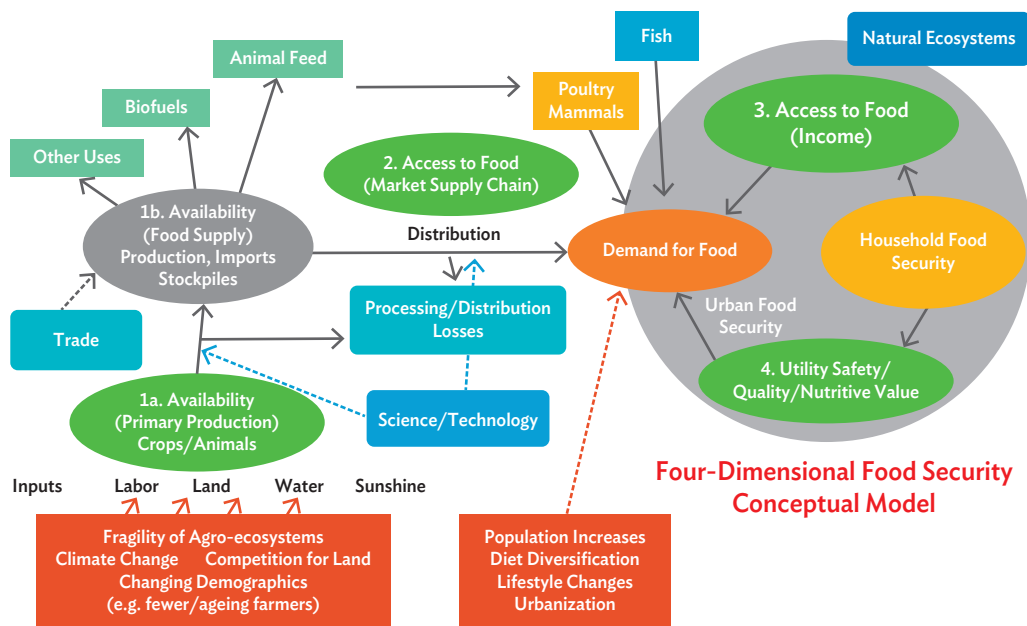 Animal Feed
Fish
Natural Ecosystems
Biofuels
Poultry
Mammals
3. Access to Food
(Income)
Other Uses
2. Access to Food
(Market Supply Chain)
1b. Availability
(Food Supply)
Production, Imports
Stockpiles
Distribution
Demand for Food
Household Food
Security
Trade
Processing/Distribution
Losses
Urban Food
Security
1a. Availability
(Primary Production)
Crops/Animals
Science/Technology
4. Utility Safety/
Quality/Nutritive Value
Inputs Labor Land Water Sunshine
Four-Dimensional Food Security
Conceptual Model
Fragility of Agro-ecosystems
Climate Change Competition for Land
Changing Demographics
(e.g. fewer/ageing farmers)
Population Increases
Diet Diversification
Lifestyle Changes
Urbanization